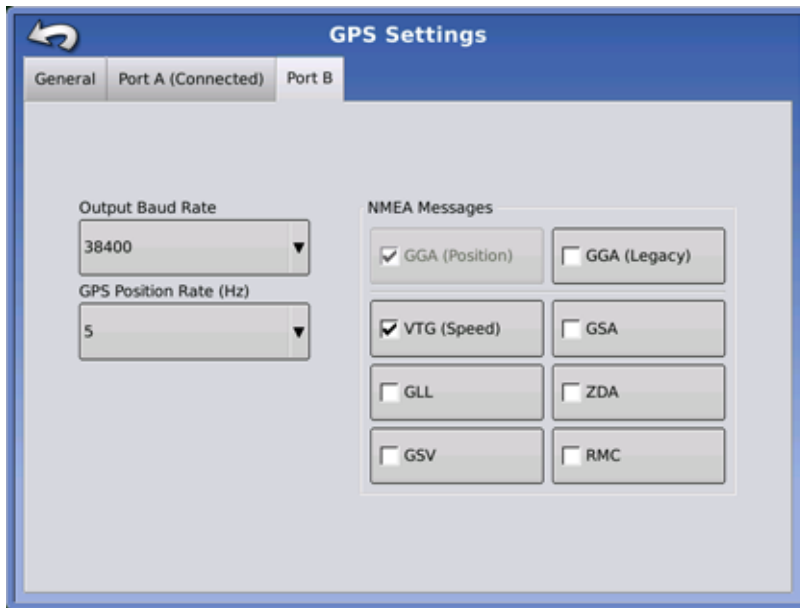 GPS Settings
General
Port A (Connected)
Port B
Output Baud Rate
38400
GPS Position Rate (Hz)
5
NMEA Messages
GGA (Position)
GGA (Legacy)
VTG (Speed)
GSA
GLL
ZDA
GSV
RMC